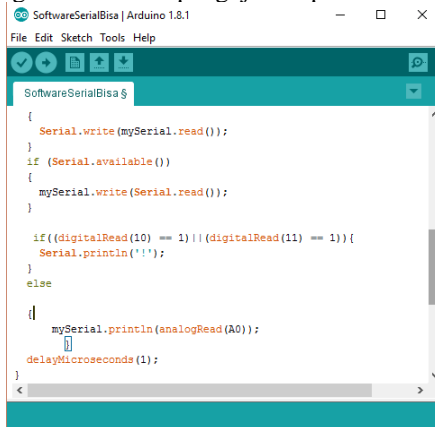 SoftwareSerialBisa | Arduino 1.8.1
File Edit Sketch Tools Help
SoftwareSerialBisa §
{
Serial.write(mySerial.read());
}
if (Serial.available())
{
mySerial.write(Serial.read());
}
if((digitalRead(10) == 1)||(digitalRead(11) == 1)){
Serial.println('!');
}
else
{
mySerial.println(analogRead(A0));
}
delayMicroseconds(1);
}